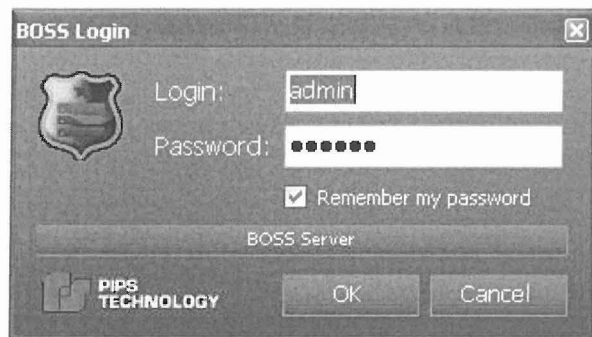 BOSS Login
Login: admin
Password: ●●●●●●
Remember my password
BOSS Server
PIPS
TECHNOLOGY
OK Cancel